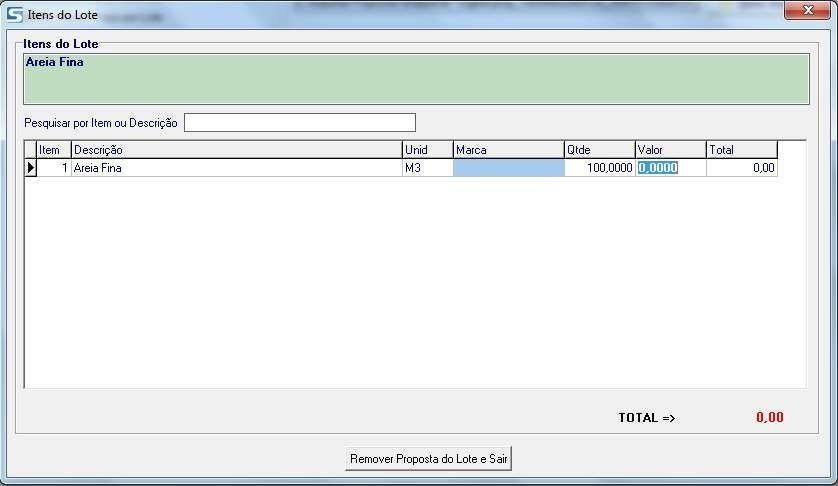 Itens do Lote
Itens do Lote
Areia Fina
Pesquisar por Item ou Descrição
Item Descrição Unid Marca Qtde Valor Total
1 Areia Fina M3 100,0000 0,0000 0,00
TOTAL => 0,00
Remover Proposta do Lote e Sair